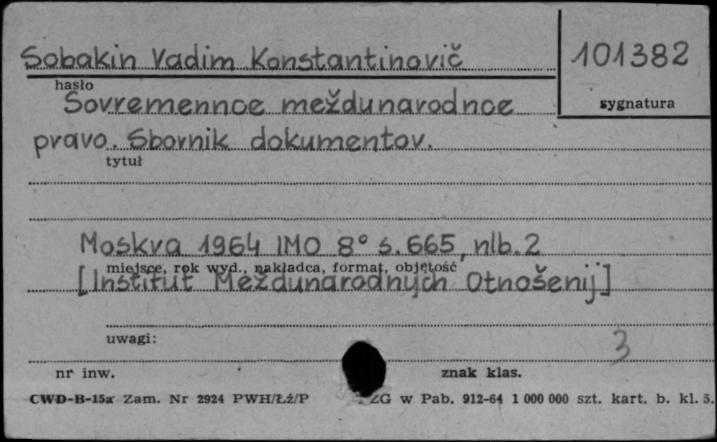 Sobakin Vadim Konstantinovič
101382
hasło
sygnatura
Sovremennoe meždunarodnoe
pravo. Sbornik dokumentov.
tytuł
Moskva 1964 IMO 8° s. 665, nlb. 2
miejsce, rok wyd., nakładca, format, objętość
[Institut Meždunarodnych Otnošenij]
uwagi:
3
nr inw.
znak klas.
CWD-B-15a Zam. Nr 2924 PWH/Łż/P ZG w Pab. 912-64 1 000 000 szt. kart. b. kl. 5.